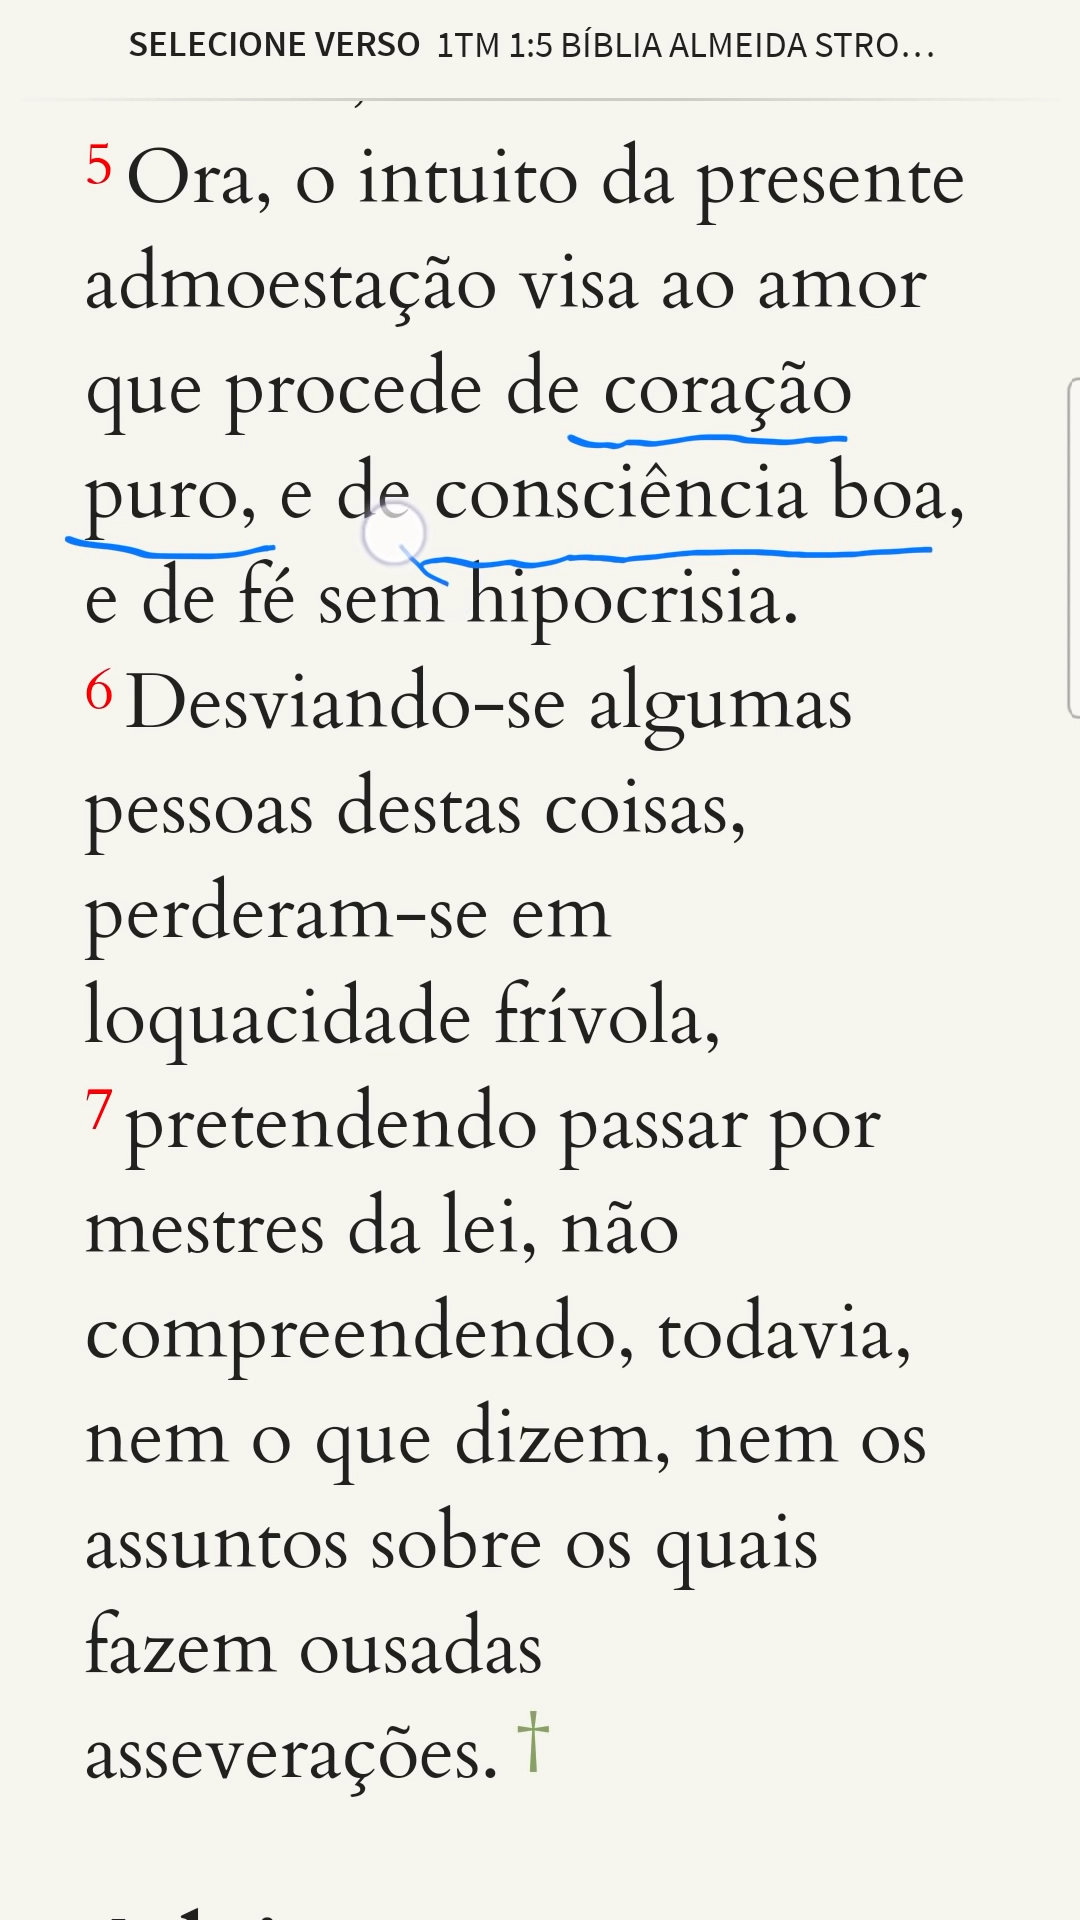 SELECIONE VERSO 1TM 1:5 BÍBLIA ALMEIDA STRO...
5 Ora, o intuito da presente
admoestação visa ao amor
que procede de coração
puro, e de consciência boa,
e de fé sem hipocrisia.
6 Desviando-se algumas
pessoas destas coisas,
perderam-se em
loquacidade frívola,
7 pretendendo passar por
mestres da lei, não
compreendendo, todavia,
nem o que dizem, nem os
assuntos sobre os quais
fazem ousadas
asseverações. †